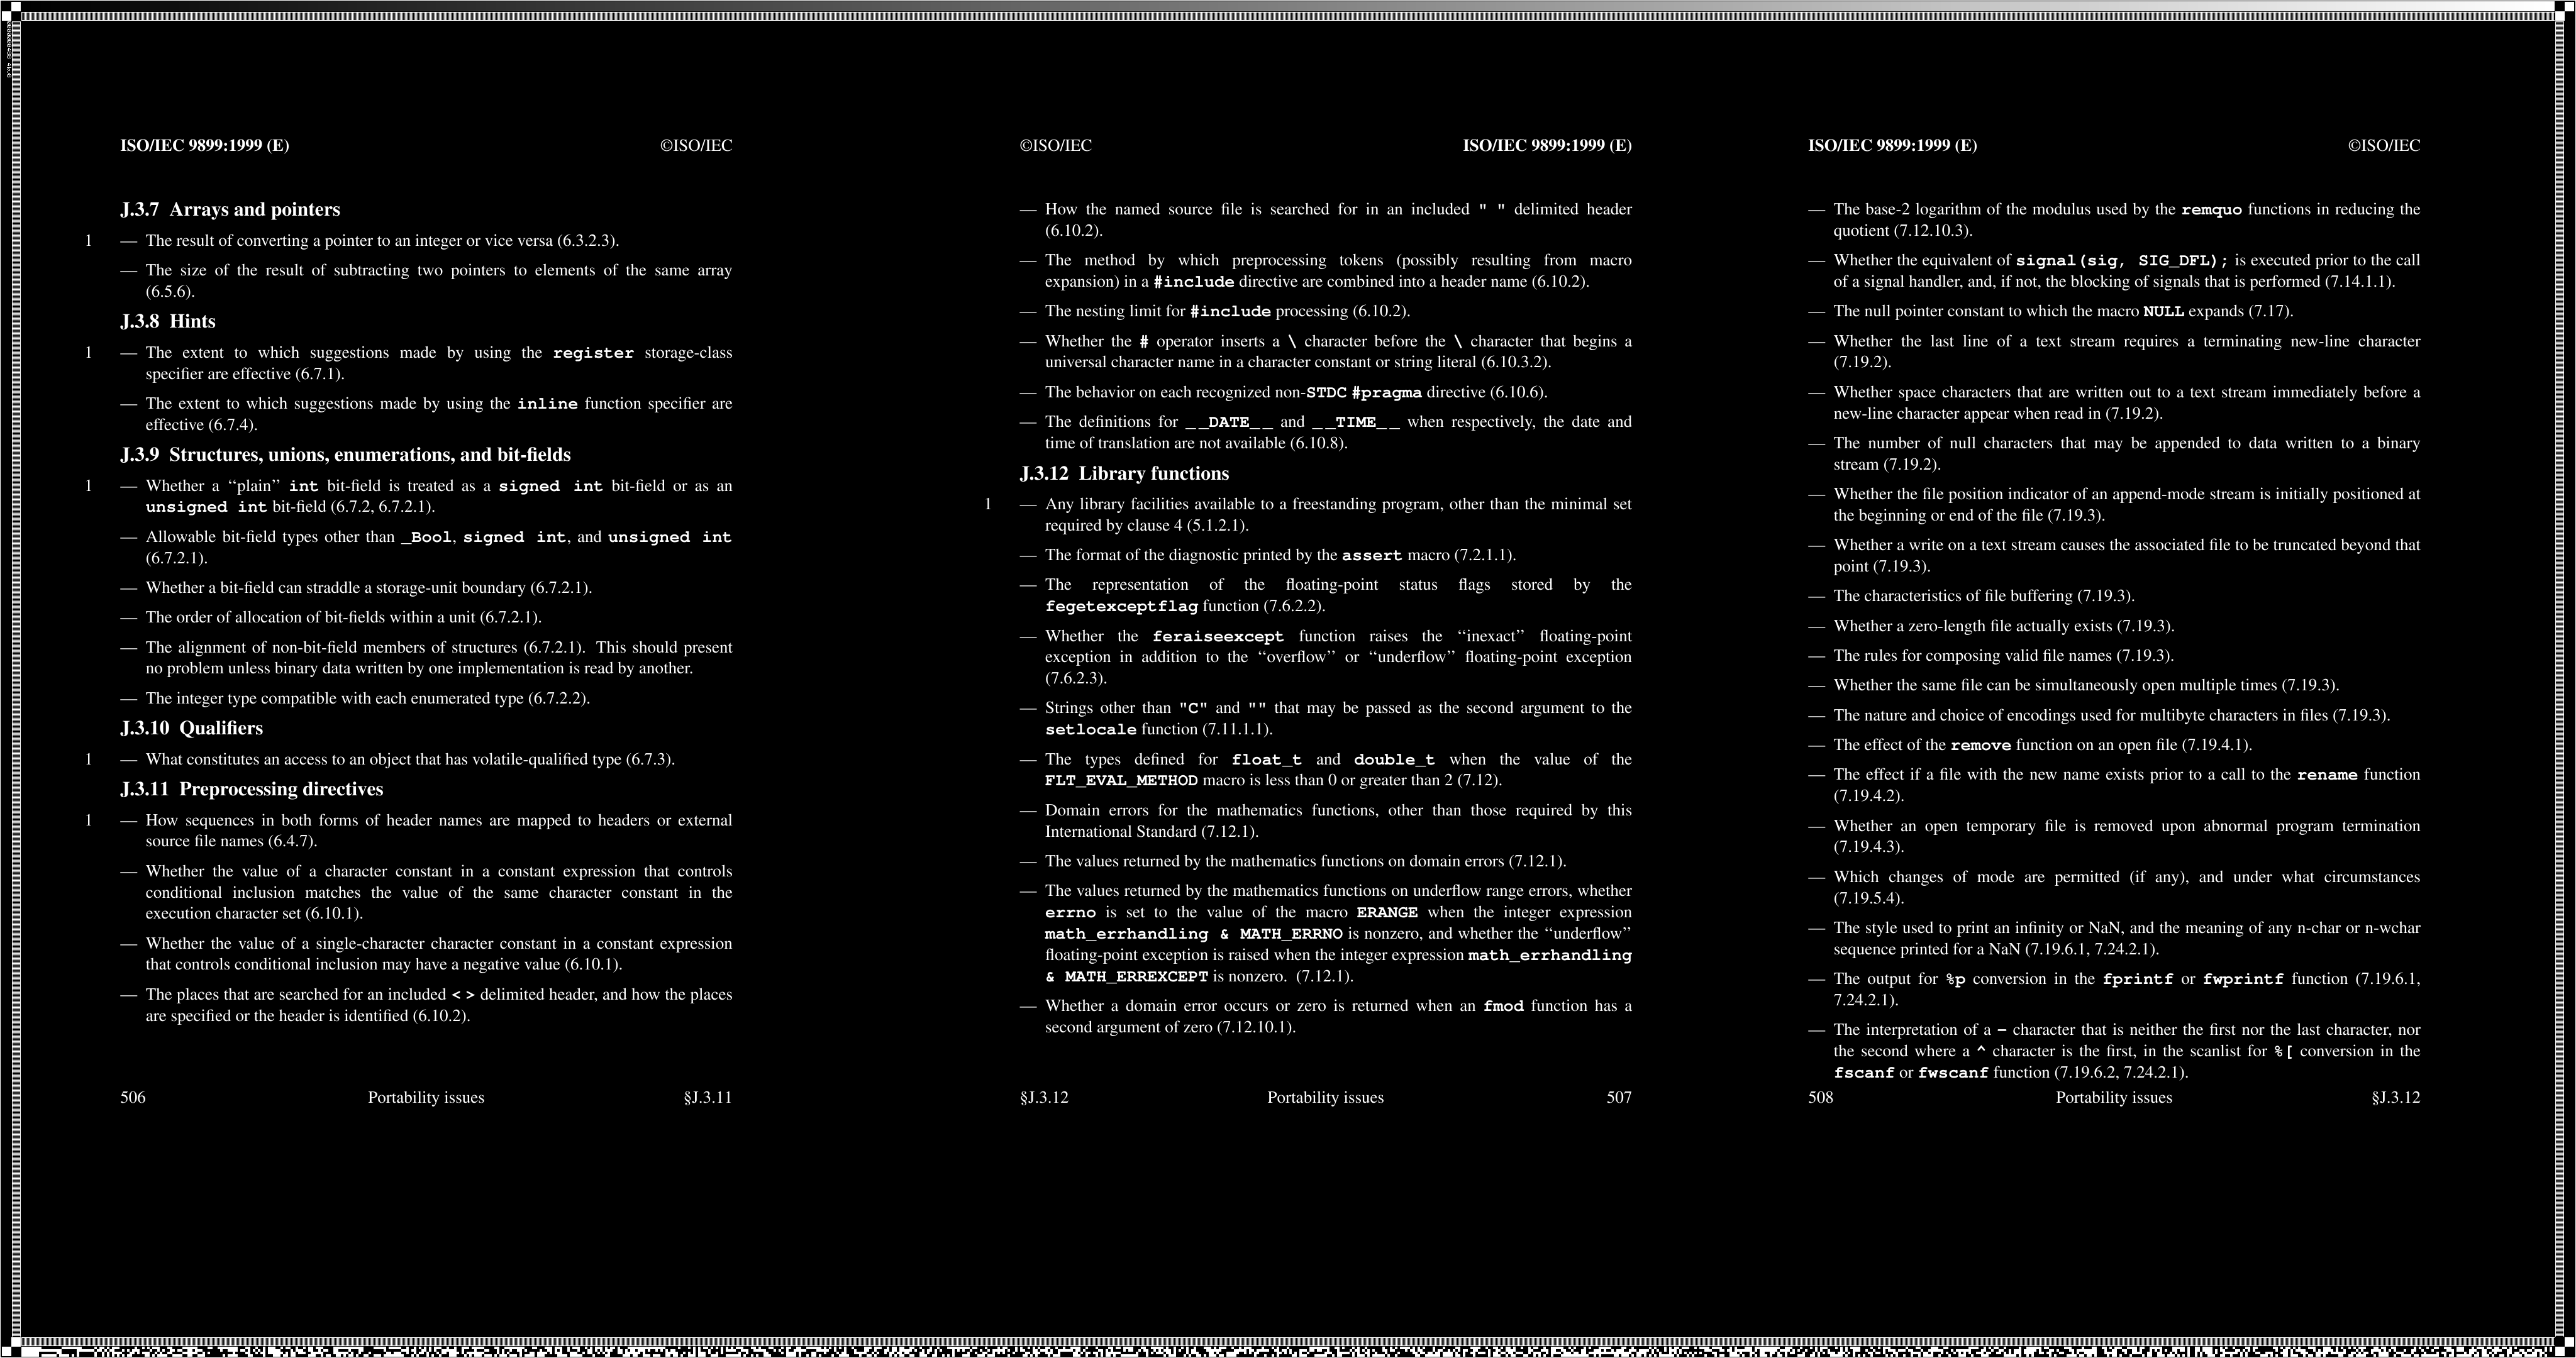 ISO/IEC 9899:1999 (E) ©ISO/IEC
J.3.7 Arrays and pointers
1 — The result of converting a pointer to an integer or vice versa (6.3.2.3).
— The size of the result of subtracting two pointers to elements of the same array
(6.5.6).
J.3.8 Hints
1 — The extent to which suggestions made by using the register storage-class
specifier are effective (6.7.1).
— The extent to which suggestions made by using the inline function specifier are
effective (6.7.4).
J.3.9 Structures, unions, enumerations, and bit-fields
1 — Whether a ‘‘plain’’ int bit-field is treated as a signed int bit-field or as an
unsigned int bit-field (6.7.2, 6.7.2.1).
— Allowable bit-field types other than _Bool, signed int, and unsigned int
(6.7.2.1).
— Whether a bit-field can straddle a storage-unit boundary (6.7.2.1).
— The order of allocation of bit-fields within a unit (6.7.2.1).
— The alignment of non-bit-field members of structures (6.7.2.1). This should present
no problem unless binary data written by one implementation is read by another.
— The integer type compatible with each enumerated type (6.7.2.2).
J.3.10 Qualifiers
1 — What constitutes an access to an object that has volatile-qualified type (6.7.3).
J.3.11 Preprocessing directives
1 — How sequences in both forms of header names are mapped to headers or external
source file names (6.4.7).
— Whether the value of a character constant in a constant expression that controls
conditional inclusion matches the value of the same character constant in the
execution character set (6.10.1).
— Whether the value of a single-character character constant in a constant expression
that controls conditional inclusion may have a negative value (6.10.1).
— The places that are searched for an included < > delimited header, and how the places
are specified or the header is identified (6.10.2).
506 Portability issues §J.3.11
©ISO/IEC ISO/IEC 9899:1999 (E)
— How the named source file is searched for in an included " " delimited header
(6.10.2).
— The method by which preprocessing tokens (possibly resulting from macro
expansion) in a #include directive are combined into a header name (6.10.2).
— The nesting limit for #include processing (6.10.2).
— Whether the # operator inserts a \ character before the \ character that begins a
universal character name in a character constant or string literal (6.10.3.2).
— The behavior on each recognized non-STDC #pragma directive (6.10.6).
— The definitions for __DATE__ and __TIME__ when respectively, the date and
time of translation are not available (6.10.8).
J.3.12 Library functions
1 — Any library facilities available to a freestanding program, other than the minimal set
required by clause 4 (5.1.2.1).
— The format of the diagnostic printed by the assert macro (7.2.1.1).
— The representation of the floating-point status flags stored by the
fegetexceptflag function (7.6.2.2).
— Whether the feraiseexcept function raises the ‘‘inexact’’ floating-point
exception in addition to the ‘‘overflow’’ or ‘‘underflow’’ floating-point exception
(7.6.2.3).
— Strings other than "C" and "" that may be passed as the second argument to the
setlocale function (7.11.1.1).
— The types defined for float_t and double_t when the value of the
FLT_EVAL_METHOD macro is less than 0 or greater than 2 (7.12).
— Domain errors for the mathematics functions, other than those required by this
International Standard (7.12.1).
— The values returned by the mathematics functions on domain errors (7.12.1).
— The values returned by the mathematics functions on underflow range errors, whether
errno is set to the value of the macro ERANGE when the integer expression
math_errhandling & MATH_ERRNO is nonzero, and whether the ‘‘underflow’’
floating-point exception is raised when the integer expression math_errhandling
& MATH_ERREXCEPT is nonzero. (7.12.1).
— Whether a domain error occurs or zero is returned when an fmod function has a
second argument of zero (7.12.10.1).
§J.3.12 Portability issues 507
ISO/IEC 9899:1999 (E) ©ISO/IEC
— The base-2 logarithm of the modulus used by the remquo functions in reducing the
quotient (7.12.10.3).
— Whether the equivalent of signal(sig, SIG_DFL); is executed prior to the call
of a signal handler, and, if not, the blocking of signals that is performed (7.14.1.1).
— The null pointer constant to which the macro NULL expands (7.17).
— Whether the last line of a text stream requires a terminating new-line character
(7.19.2).
— Whether space characters that are written out to a text stream immediately before a
new-line character appear when read in (7.19.2).
— The number of null characters that may be appended to data written to a binary
stream (7.19.2).
— Whether the file position indicator of an append-mode stream is initially positioned at
the beginning or end of the file (7.19.3).
— Whether a write on a text stream causes the associated file to be truncated beyond that
point (7.19.3).
— The characteristics of file buffering (7.19.3).
— Whether a zero-length file actually exists (7.19.3).
— The rules for composing valid file names (7.19.3).
— Whether the same file can be simultaneously open multiple times (7.19.3).
— The nature and choice of encodings used for multibyte characters in files (7.19.3).
— The effect of the remove function on an open file (7.19.4.1).
— The effect if a file with the new name exists prior to a call to the rename function
(7.19.4.2).
— Whether an open temporary file is removed upon abnormal program termination
(7.19.4.3).
— Which changes of mode are permitted (if any), and under what circumstances
(7.19.5.4).
— The style used to print an infinity or NaN, and the meaning of any n-char or n-wchar
sequence printed for a NaN (7.19.6.1, 7.24.2.1).
— The output for %p conversion in the fprintf or fwprintf function (7.19.6.1,
7.24.2.1).
— The interpretation of a - character that is neither the first nor the last character, nor
the second where a ^ character is the first, in the scanlist for %[ conversion in the
fscanf or fwscanf function (7.19.6.2, 7.24.2.1).
508 Portability issues §J.3.12